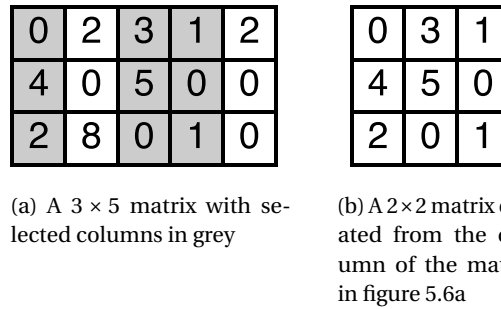 0 2 3 1 2
4 0 5 0 0
2 8 0 1 0
0 3 1
4 5 0
2 0 1
(a) A 3 × 5 matrix with se-
lected columns in grey
(b) A 2×2 matrix
ated from the
umn of the
in figure 5.6a